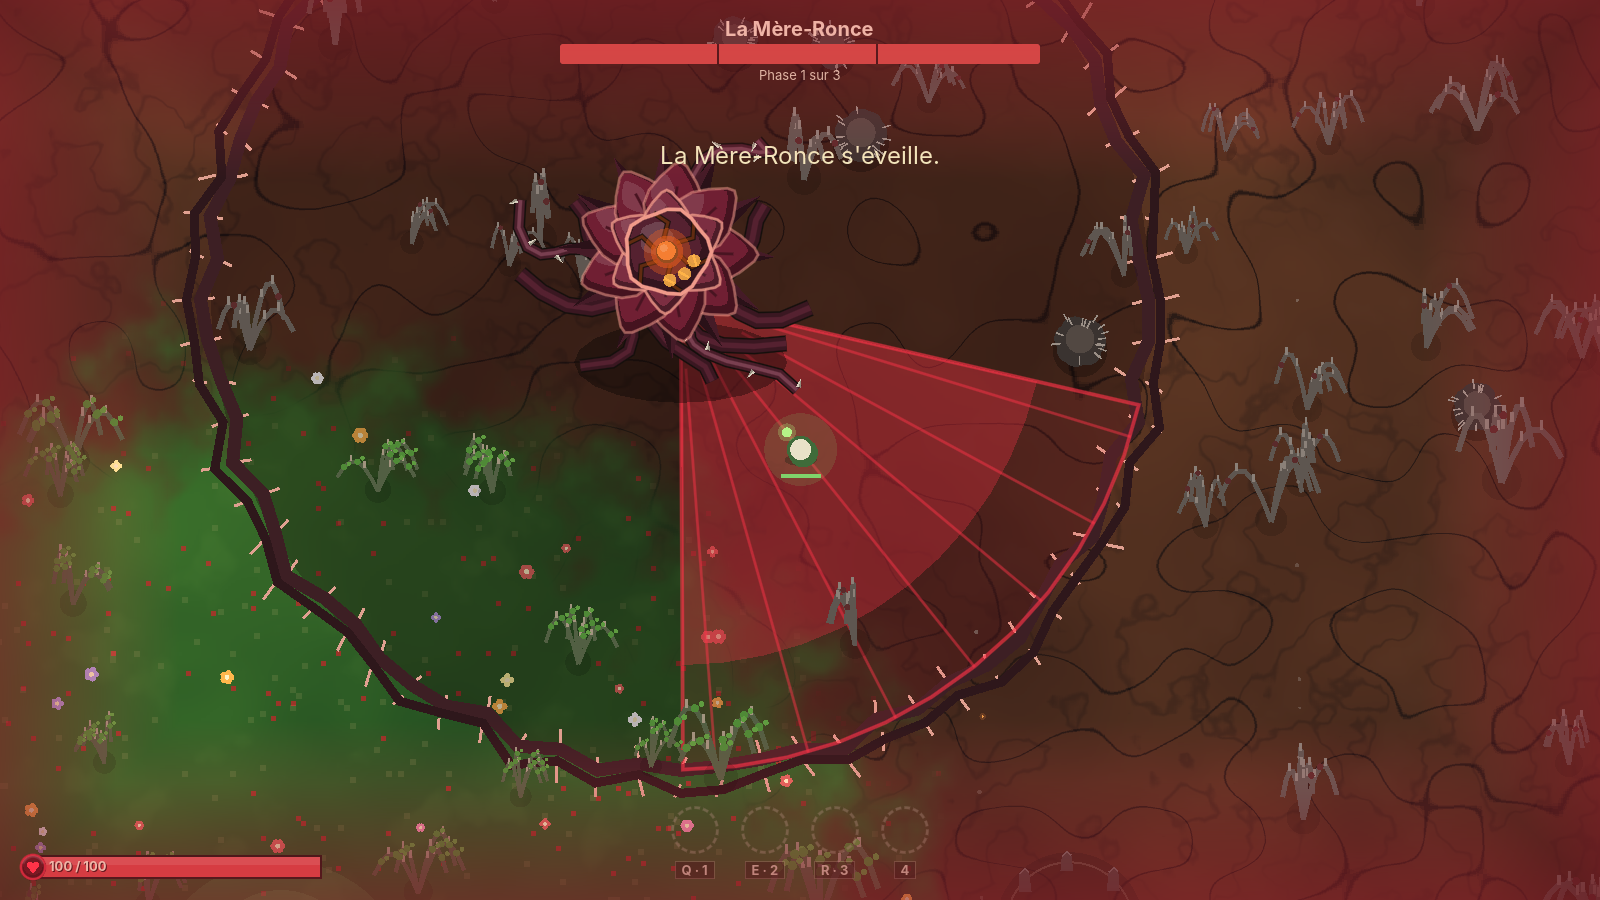 La Mère-Ronce
Phase 1 sur 3
La Mère-Ronce s'éveille.
100 / 100
Q · 1
E · 2
R · 3
4